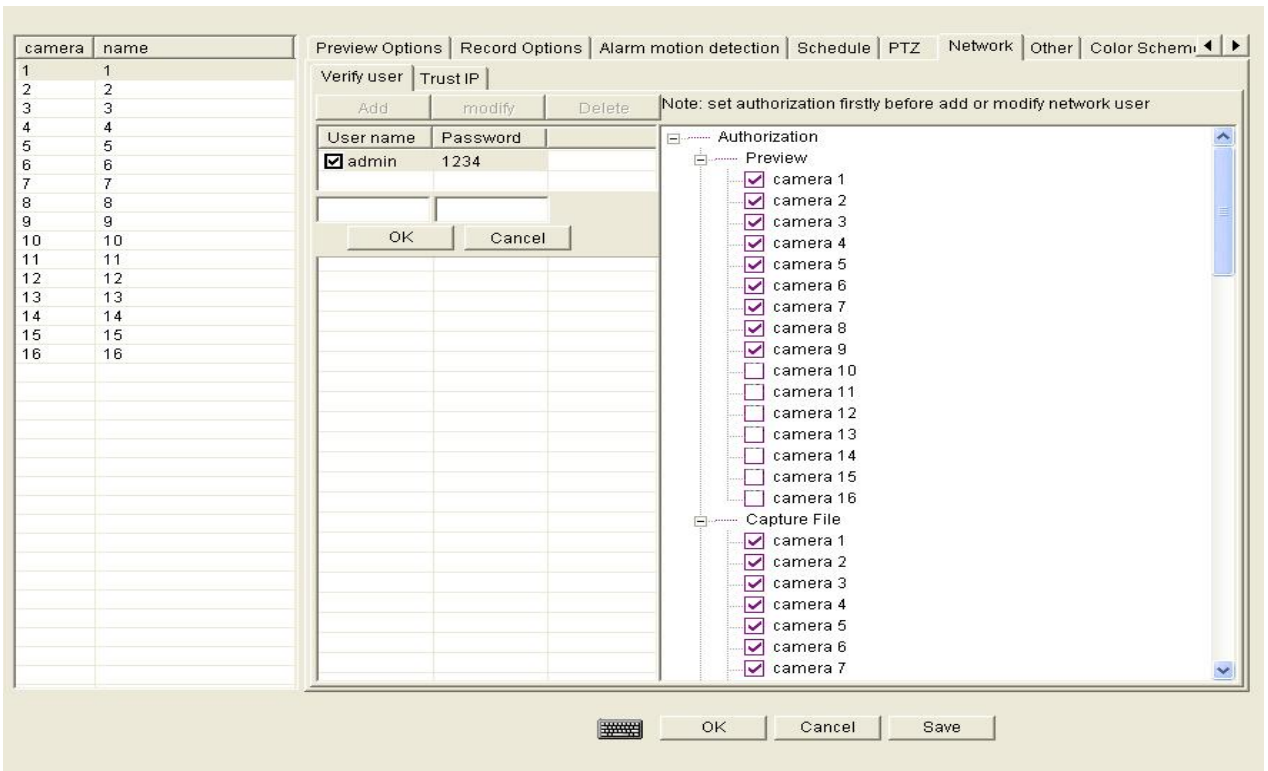 camera name
1 1
2 2
3 3
4 4
5 5
6 6
7 7
8 8
9 9
10 10
11 11
12 12
13 13
14 14
15 15
16 16
Preview Options Record Options Alarm motion detection Schedule PTZ Network Other Color Schem
Verify user Trust IP
Add modify Delete
User name Password
admin 1234
OK Cancel
Note: set authorization firstly before add or modify network user
Authorization
Preview
camera 1
camera 2
camera 3
camera 4
camera 5
camera 6
camera 7
camera 8
camera 9
camera 10
camera 11
camera 12
camera 13
camera 14
camera 15
camera 16
Capture File
camera 1
camera 2
camera 3
camera 4
camera 5
camera 6
camera 7
OK Cancel Save